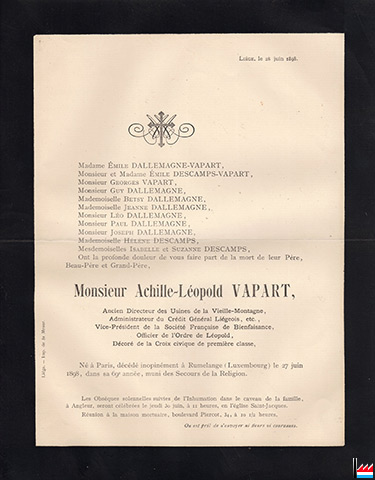 Liège, le 28 juin 1898.
Madame Émile DALLEMAGNE-VAPART,
Monsieur et Madame Émile DESCAMPS-VAPART,
Monsieur Georges VAPART,
Monsieur Guy DALLEMAGNE,
Mademoiselle Betsy DALLEMAGNE,
Mademoiselle Jeanne DALLEMAGNE,
Monsieur Léo DALLEMAGNE,
Monsieur Paul DALLEMAGNE,
Monsieur Joseph DALLEMAGNE,
Mademoiselle Hélène DESCAMPS,
Mesdemoiselles Isabelle et Suzanne DESCAMPS,
Ont la profonde douleur de vous faire part de la mort de leur Père,
Beau-Père et Grand-Père,
Monsieur Achille-Léopold VAPART,
Ancien Directeur des Usines de la Vieille-Montagne,
Administrateur du Crédit Général Liégeois, etc.,
Vice-Président de la Société Française de Bienfaisance,
Officier de l'Ordre de Léopold,
Décoré de la Croix civique de première classe,
Né à Paris, décédé inopinément à Rumelange (Luxembourg) le 27 juin
1898, dans sa 69e année, muni des Secours de la Religion.
Les Obsèques solennelles suivies de l'Inhumation dans le caveau de la famille,
à Angleur, seront célébrées le jeudi 30 juin, à 11 heures, en l'église Saint-Jacques.
Réunion à la maison mortuaire, boulevard Piercot, 34, à 10 1/2 heures.
On est prié de n'envoyer ni fleurs ni couronnes.
Liège. — Imp. de la Meuse